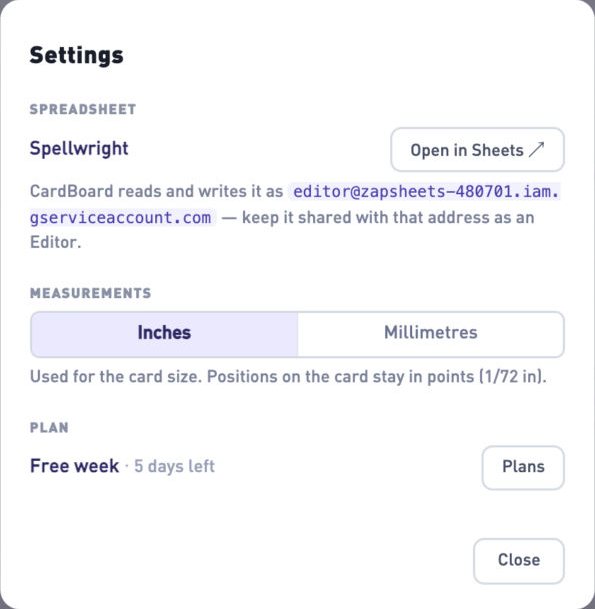 Settings
SPREADSHEET
Spellwright
Open in Sheets ↗
CardBoard reads and writes it as editor@zapsheets-480701.iam.
gserviceaccount.com — keep it shared with that address as an
Editor.
MEASUREMENTS
Inches
Millimetres
Used for the card size. Positions on the card stay in points (1/72 in).
PLAN
Free week · 5 days left
Plans
Close